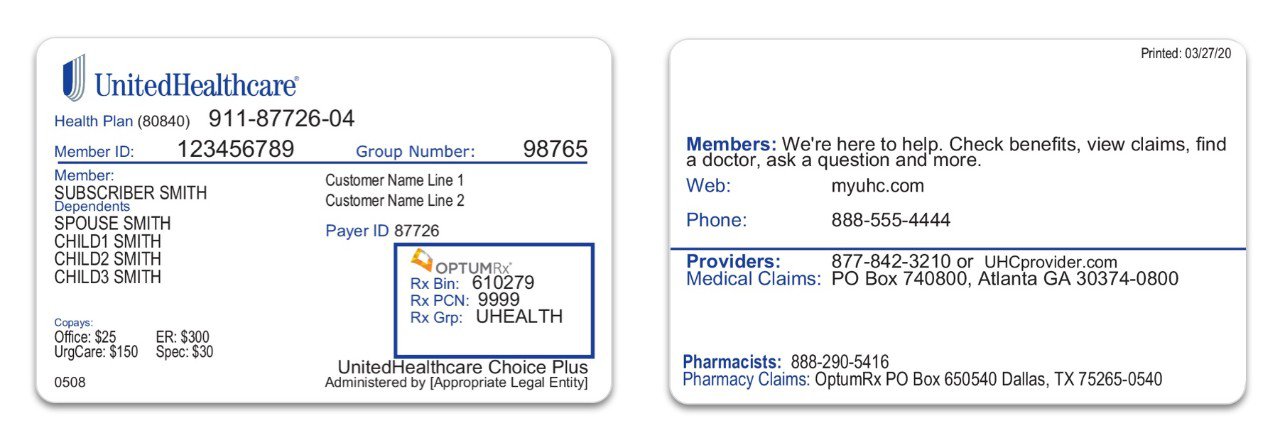 UnitedHealthcare®
Health Plan (80840) 911-87726-04
Member ID: 123456789 Group Number: 98765
Member:
SUBSCRIBER SMITH
Dependents
SPOUSE SMITH
CHILD1 SMITH
CHILD2 SMITH
CHILD3 SMITH
Customer Name Line 1
Customer Name Line 2
Payer ID 87726
OPTUMRx®
Rx Bin: 610279
Rx PCN: 9999
Rx Grp: UHEALTH
Copays:
Office: $25 ER: $300
UrgCare: $150 Spec: $30
UnitedHealthcare Choice Plus
0508 Administered by [Appropriate Legal Entity]
Printed: 03/27/20
Members: We're here to help. Check benefits, view claims, find
a doctor, ask a question and more.
Web: myuhc.com
Phone: 888-555-4444
Providers: 877-842-3210 or UHCprovider.com
Medical Claims: PO Box 740800, Atlanta GA 30374-0800
Pharmacists: 888-290-5416
Pharmacy Claims: OptumRx PO Box 650540 Dallas, TX 75265-0540